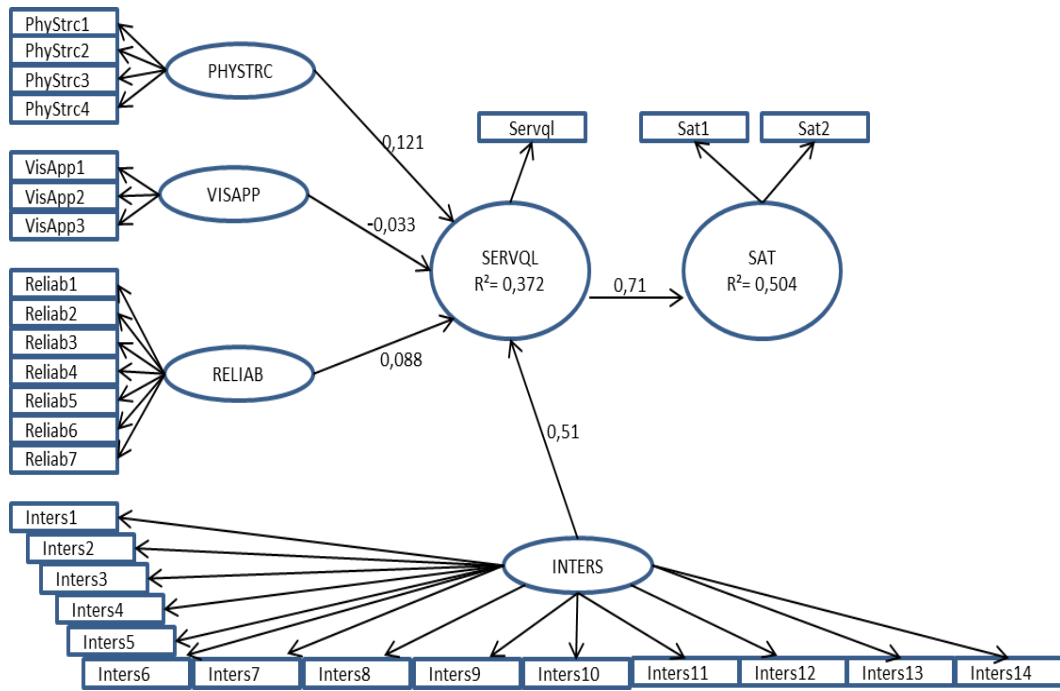 PhyStrc1
PhyStrc2
PhyStrc3
PhyStrc4
PHYSTRC
0,121
Servql
Sat1
Sat2
VisApp1
VisApp2
VisApp3
VISAPP
-0,033
SERVQL
R²= 0,372
0,71
SAT
R²= 0,504
Reliab1
Reliab2
Reliab3
Reliab4
Reliab5
Reliab6
Reliab7
RELIAB
0,088
0,51
INTERS
Inters1
Inters2
Inters3
Inters4
Inters5
Inters6
Inters7
Inters8
Inters9
Inters10
Inters11
Inters12
Inters13
Inters14